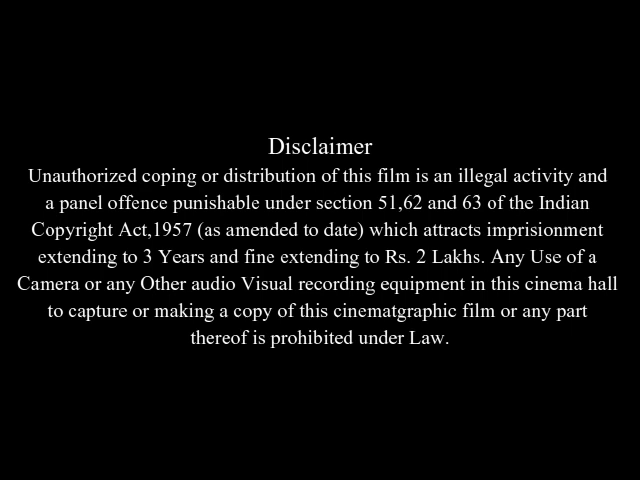 Disclaimer
Unauthorized coping or distribution of this film is an illegal activity and
a panel offence punishable under section 51,62 and 63 of the Indian
Copyright Act,1957 (as amended to date) which attracts imprisionment
extending to 3 Years and fine extending to Rs. 2 Lakhs. Any Use of a
Camera or any Other audio Visual recording equipment in this cinema hall
to capture or making a copy of this cinematgraphic film or any part
thereof is prohibited under Law.